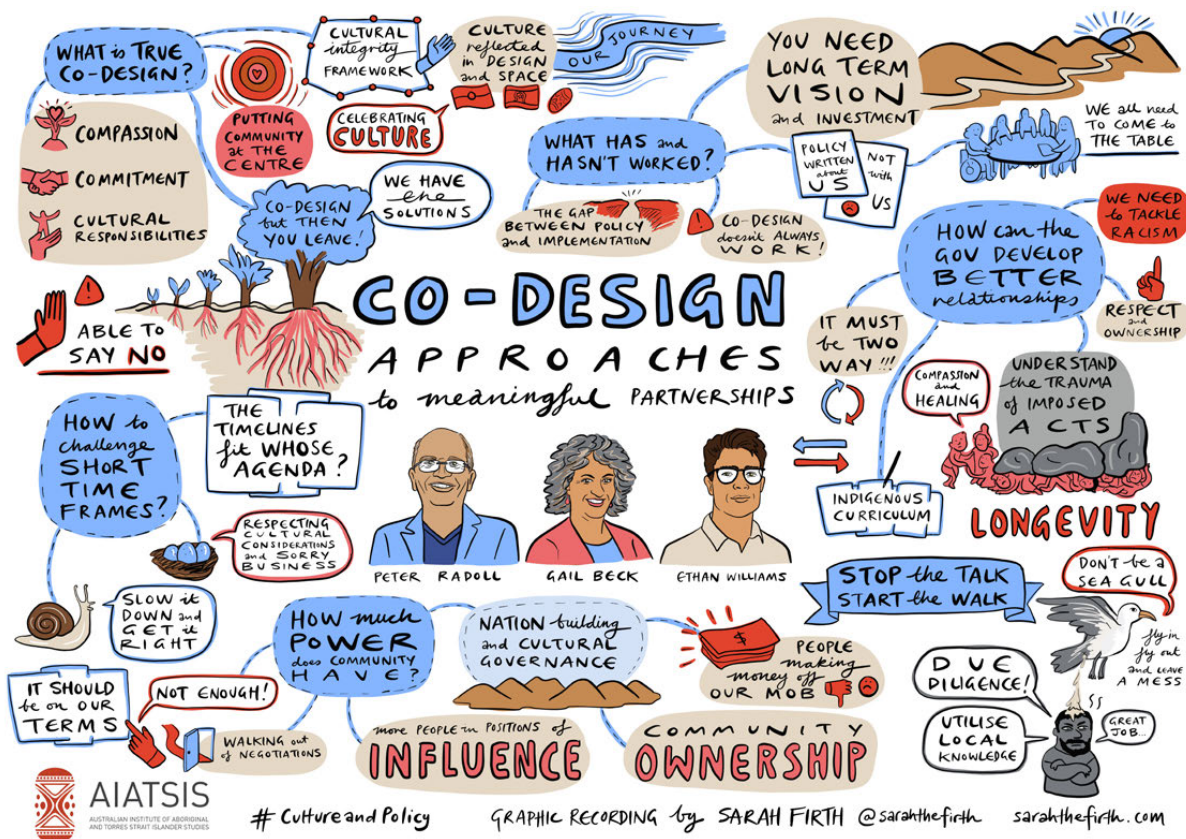 WHAT is TRUE
CO-DESIGN?
COMPASSION
COMMITMENT
CULTURAL
RESPONSIBILITIES
PUTTING
COMMUNITY
at THE
CENTRE
CULTURAL
integrity
FRAMEWORK
CELEBRATING
CULTURE
CULTURE
reflected
in DESIGN
and SPACE
OUR JOURNEY
CO-DESIGN
but THEN
YOU LEAVE!
WE HAVE
the
SOLUTIONS
ABLE TO
SAY NO
WHAT HAS and
HASN'T WORKED?
THE GAP
BETWEEN POLICY
and IMPLEMENTATION
CO-DESIGN
doesn't ALWAYS
WORK!
YOU NEED
LONG TERM
VISION
and INVESTMENT
POLICY
WRITTEN
about
US
NOT
with
US
WE all need
TO COME to
THE TABLE
CO-DESIGN
APPROACHES
to meaningful PARTNERSHIPS
PETER RADOLL
GAIL BECK
ETHAN WILLIAMS
HOW can the
GOV DEVELOP
BETTER
relationships
WE NEED
to TACKLE
RACISM
RESPECT
and
OWNERSHIP
IT MUST
be TWO
WAY!!!
COMPASSION
and
HEALING
UNDERSTAND
the TRAUMA
of IMPOSED
ACTS
INDIGENOUS
CURRICULUM
LONGEVITY
HOW to
challenge
SHORT
TIME
FRAMES?
THE
TIMELINES
fit WHOSE
AGENDA?
RESPECTING
CULTURAL
CONSIDERATIONS
and SORRY
BUSINESS
SLOW it
DOWN and
GET it
RIGHT
HOW much
POWER
does COMMUNITY
HAVE?
IT SHOULD
be on OUR
TERMS
NOT ENOUGH!
WALKING out
of NEGOTIATIONS
NATION building
and CULTURAL
GOVERNANCE
$
PEOPLE
making
money off
OUR MOB
more PEOPLE in POSITIONS of
INFLUENCE
COMMUNITY
OWNERSHIP
STOP the TALK
START the WALK
DON'T be a
SEA GULL
fly in
fly out
and LEAVE
A MESS
DUE
DILIGENCE!
UTILISE
LOCAL
KNOWLEDGE
GREAT
JOB...
AIATSIS
AUSTRALIAN INSTITUTE OF ABORIGINAL
AND TORRES STRAIT ISLANDER STUDIES
# Culture and Policy
GRAPHIC RECORDING by SARAH FIRTH @sarahthefirth
sarahthefirth.com